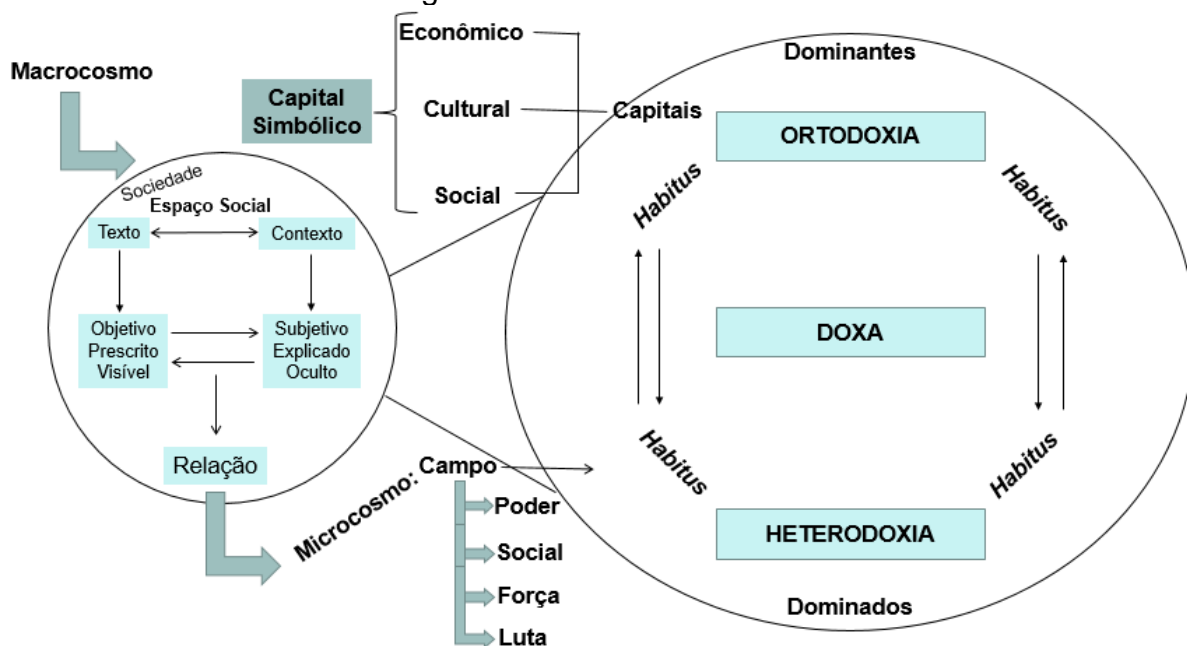 Macrocosmo
Capital
Simbólico
Econômico
Cultural
Social
Capitais
Sociedade
Espaço Social
Texto
Contexto
Objetivo
Prescrito
Visível
Subjetivo
Explicado
Oculto
Relação
Microcosmo:
Campo
Poder
Social
Força
Luta
Dominantes
ORTODOXIA
Habitus
Habitus
DOXA
Habitus
Habitus
HETERODOXIA
Dominados